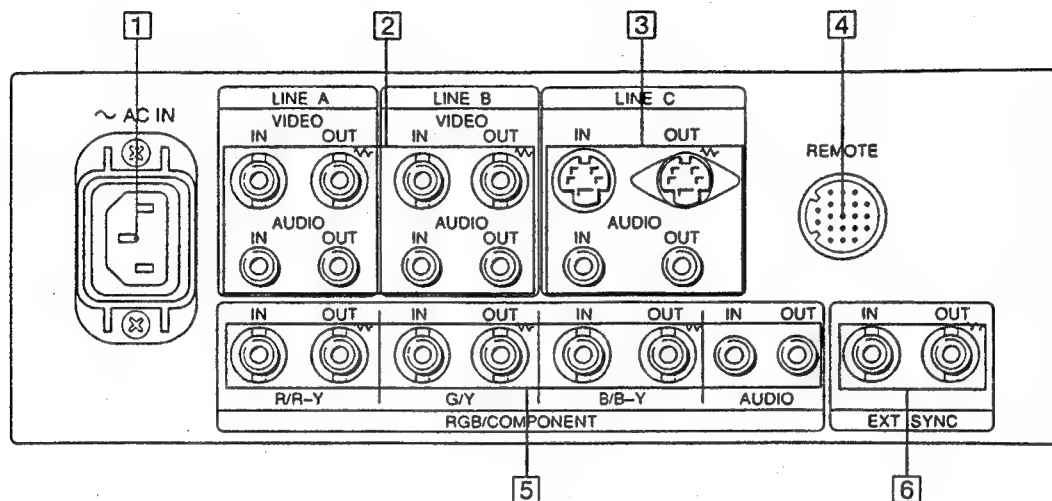 1 2 3 4
LINE A LINE B LINE C
∼ AC IN VIDEO VIDEO
IN OUT IN OUT IN OUT
REMOTE
AUDIO AUDIO AUDIO
IN OUT IN OUT IN OUT
IN OUT IN OUT IN OUT IN OUT IN OUT
R/R-Y G/Y B/B-Y AUDIO
RGB/COMPONENT EXT SYNC
5 6